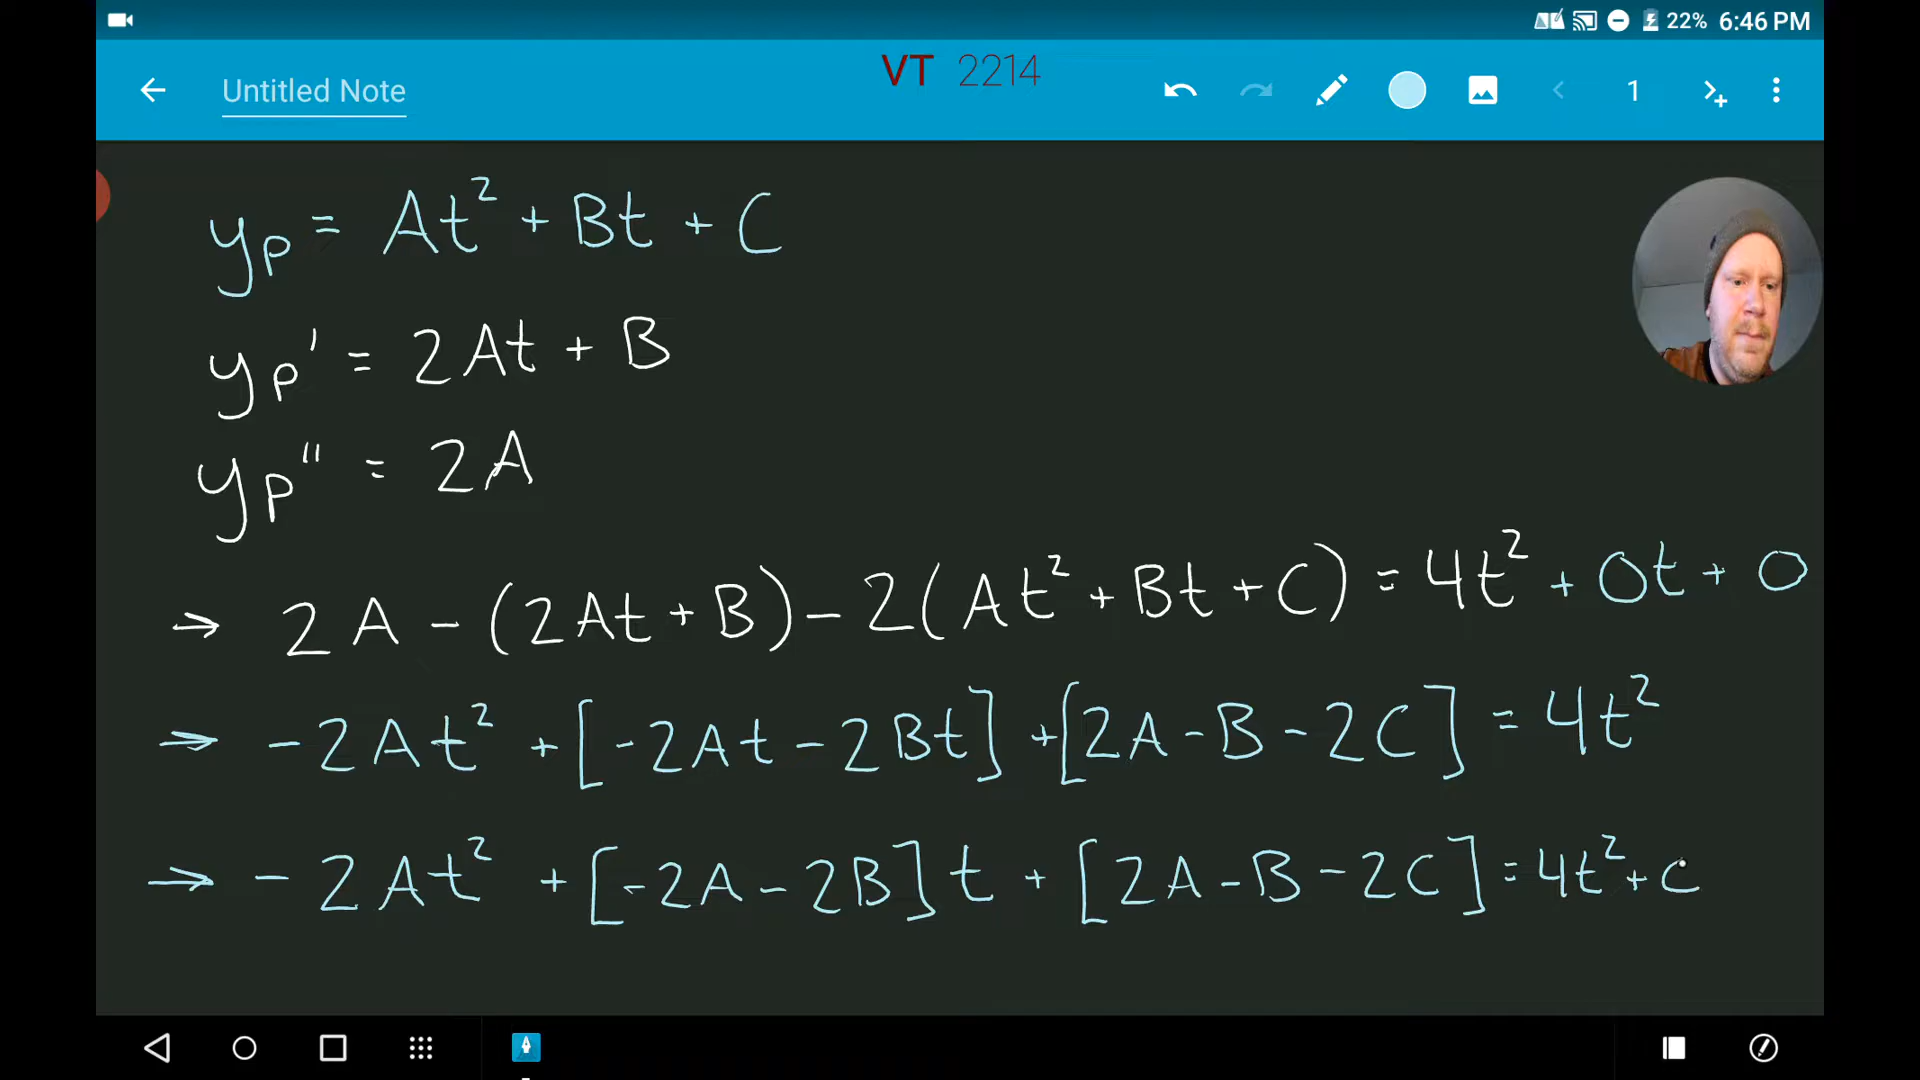 22% 6:46 PM
VT 2214
Untitled Note
1
yp = At² + Bt + C
yp' = 2At + B
yp" = 2A
→ 2A - (2At + B) - 2(At² + Bt + C) = 4t² + 0t + 0
→ -2At² + [-2At - 2Bt] + [2A - B - 2C] = 4t²
→ -2At² + [-2A - 2B]t + [2A - B - 2C] = 4t² + c